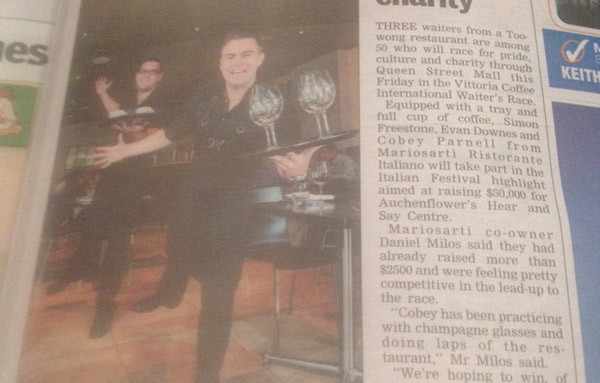 charity
THREE waiters from a Too-
wong restaurant are among
50 who will race for pride,
culture and charity through
Queen Street Mall this
Friday in the Vittoria Coffee
International Waiter's Race.
Equipped with a tray and
full cup of coffee, Simon
Freestone, Evan Downes and
Cobey Parnell from
Mariosarti Ristorante
Italiano will take part in the
Italian Festival highlight
aimed at raising $50,000 for
Auchenflower's Hear and
Say Centre.
Mariosarti co-owner
Daniel Milos said they had
already raised more than
$2500 and were feeling pretty
competitive in the lead-up to
the race.
"Cobey has been practicing
with champagne glasses and
doing laps of the res-
taurant," Mr Milos said.
"We're hoping to win, of
KEITH